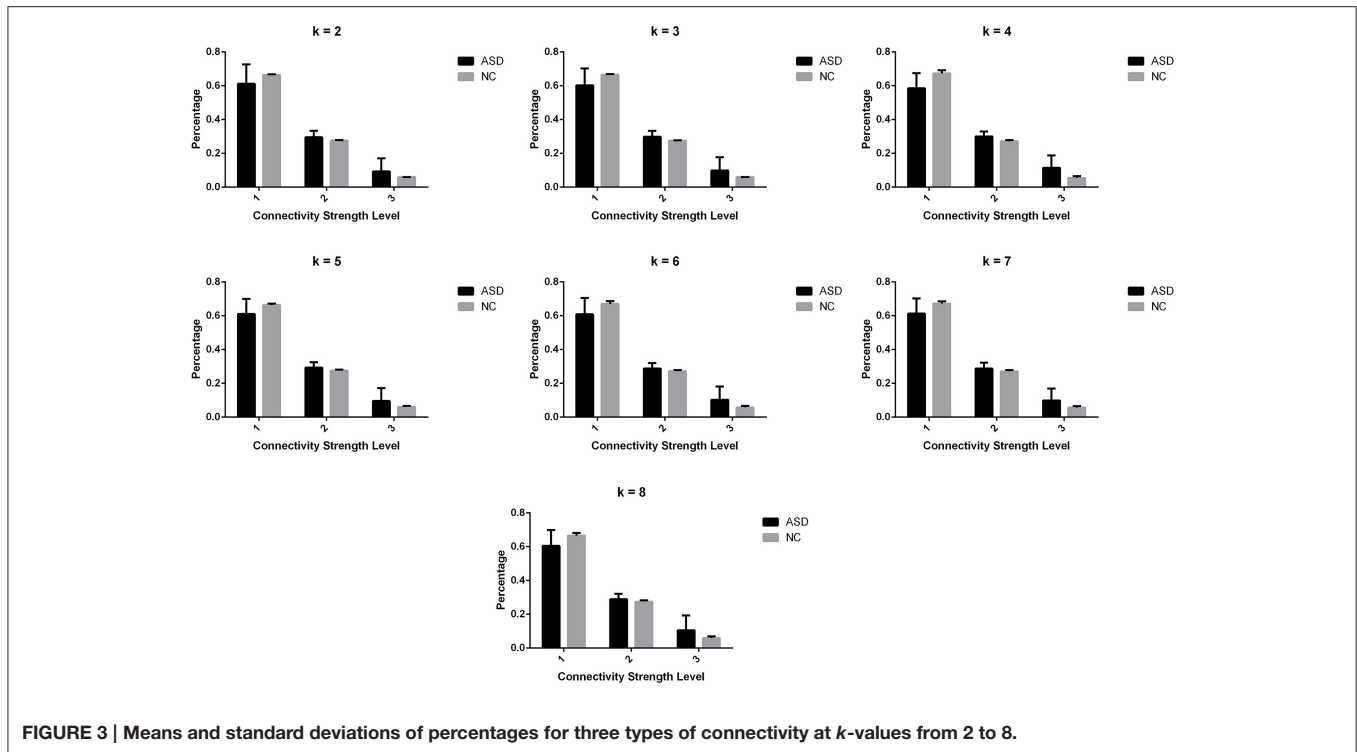 k = 2
0.8
0.6
0.4
0.2
0.0
Percentage
1
2
3
Connectivity Strength Level
ASD
NC
k = 3
0.8
0.6
0.4
0.2
0.0
Percentage
1
2
3
Connectivity Strength Level
ASD
NC
k = 4
0.8
0.6
0.4
0.2
0.0
Percentage
1
2
3
Connectivity Strength Level
ASD
NC
k = 5
0.8
0.6
0.4
0.2
0.0
Percentage
1
2
3
Connectivity Strength Level
ASD
NC
k = 6
0.8
0.6
0.4
0.2
0.0
Percentage
1
2
3
Connectivity Strength Level
ASD
NC
k = 7
0.8
0.6
0.4
0.2
0.0
Percentage
1
2
3
Connectivity Strength Level
ASD
NC
k = 8
0.8
0.6
0.4
0.2
0.0
Percentage
1
2
3
Connectivity Strength Level
ASD
NC
FIGURE 3 | Means and standard deviations of percentages for three types of connectivity at k-values from 2 to 8.